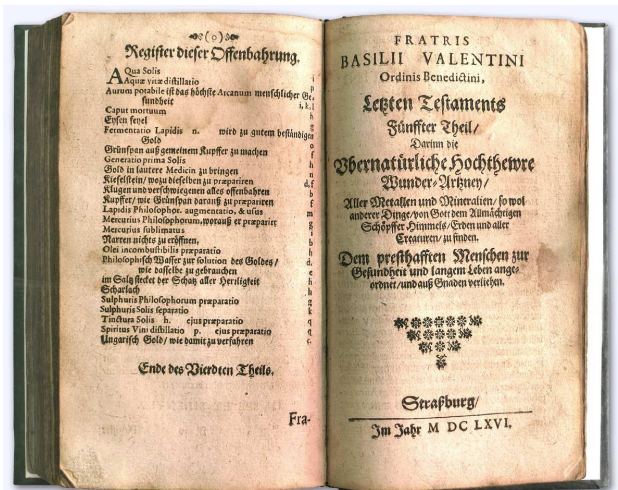 (o)
Register dieser Offenbahrung.
AQua Solis i
Aquæ vitæ distillatio p
Aurum potabile ist das höchste Arcanum menschlicher Ge-
sundheit i, k, l
Caput mortuum h
Eysen feyel g
Fermentatio Lapidis n. wird zu gutem beständigen
Gold o
Grünspan auß gemeinem Kupffer zu machen f
Generatio prima Solis h
Gold in lautere Medicin zu bringen n
Kieselstein/ wozu dieselben zu præpariren d, f
Klugen und verschwiegenen alles offenbahren b
Kupffer/ wie Grünspan darauß zu præpariren f
Lapidis Philosophor. augmentatio, & usus m
Mercurius Philosophorum, worauß er præparirt g
Mercurius sublimatus
Narren nichts zu eröffnen, b
Olei incombustibilis præparatio h
Philosophisch Wasser zur solution des Goldes/ d.
wie dasselbe zu gebrauchen e
im Saltz stecket der Schatz aller Herrligkeit h
Scharlach h
Sulphuris Philosophorum præparatio g
Sulphuris Solis separatio k
Tinctura Solis h. ejus præparatio q
Spiritus Vini distillatio p. ejus præparatio q
Ungarisch Gold/ wie damit zu verfahren c.
Ende des Vierdten Theils.
Fra-
FRATRIS
BASILII VALENTINI
Ordinis Benedictini,
Letzten Testaments
Fünffter Theil/
Darinn die
Vbernatürliche Hochthewre
Wunder-Artzney/
Aller Metallen und Mineralien/ so wol
anderer Dinge/ von Gott dem Allmächtigen
Schöpffer Himmels/ Erden und aller
Creaturen/ zu finden.
Dem presthafften Menschen zur
Gesundheit und langem Leben ange-
ordnet/ und auß Gnaden verliehen.
Straßburg/
Im Jahr M DC LXVI.